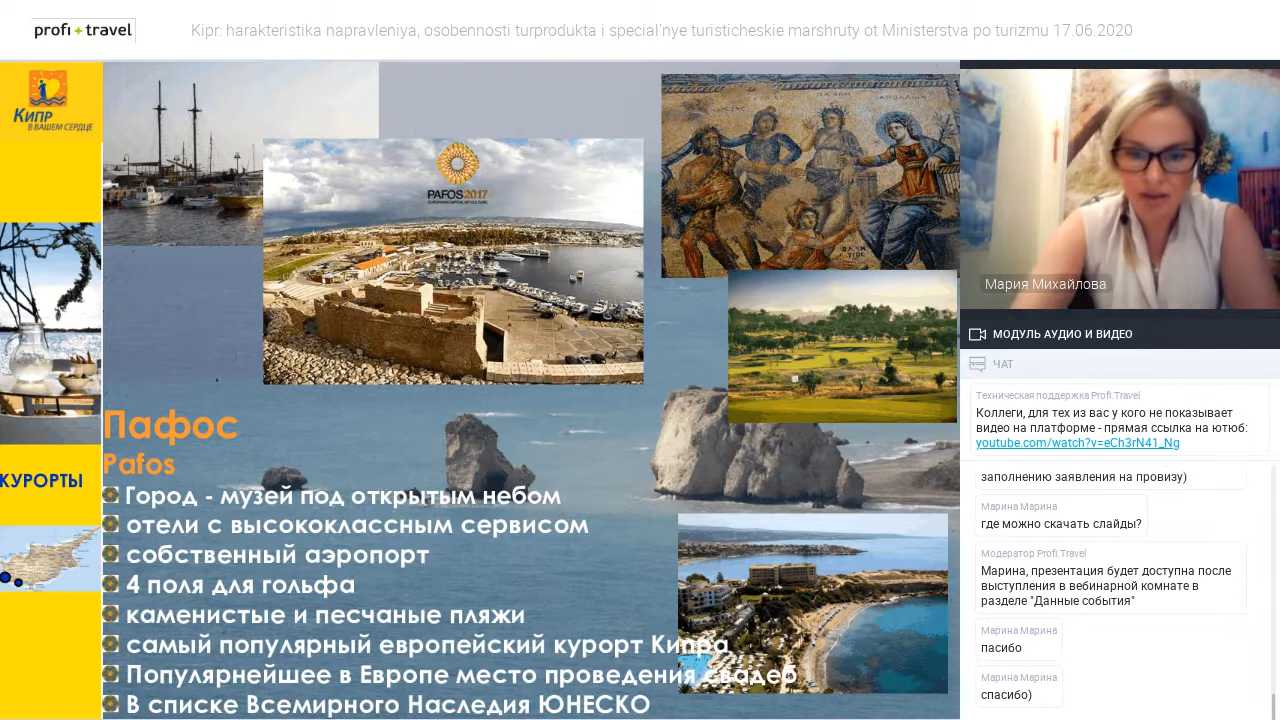 profi + travel
Kipr: harakteristika napravleniya, osobennosti turprodukta i special'nye turisticheskie marshruty ot Ministerstva po turizmu 17.06.2020
Кипр
В ВАШЕМ СЕРДЦЕ
PAFOS2017
EUROPEAN CAPITAL OF CULTURE
КУРОРТЫ
Пафос
Pafos
Город - музей под открытым небом
отели с высококлассным сервисом
собственный аэропорт
4 поля для гольфа
каменистые и песчаные пляжи
самый популярный европейский курорт Кипра
Популярнейшее в Европе место проведения свадеб
В списке Всемирного Наследия ЮНЕСКО
Мария Михайлова
МОДУЛЬ АУДИО И ВИДЕО
ЧАТ
Техническая поддержка Profi.Travel
Коллеги, для тех из вас у кого не показывает
видео на платформе - прямая ссылка на ютюб:
youtube.com/watch?v=eCh3rN41_Ng
заполнению заявления на провизу)
Марина Марина
где можно скачать слайды?
Модератор Profi.Travel
Марина, презентация будет доступна после
выступления в вебинарной комнате в
разделе "Данные события"
Марина Марина
пасибо
Марина Марина
спасибо)